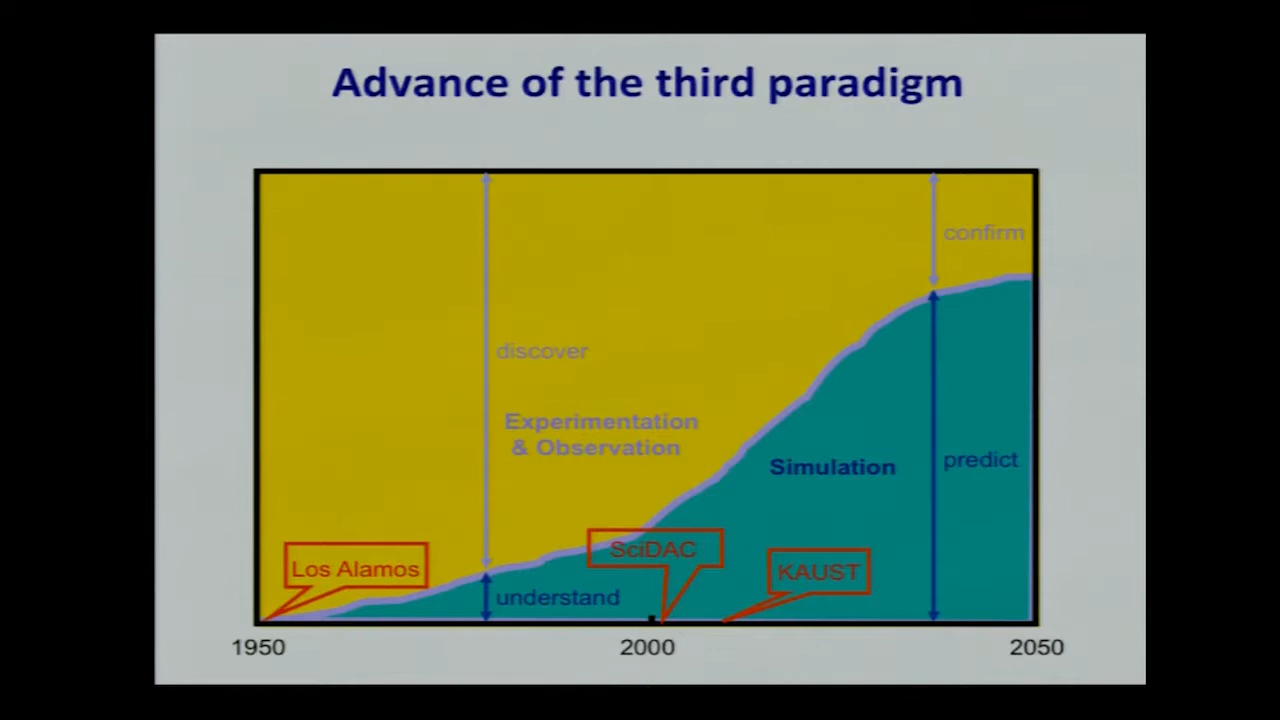 Advance of the third paradigm
confirm
discover
Experimentation
& Observation
Simulation
predict
SciDAC
Los Alamos
KAUST
understand
1950
2000
2050